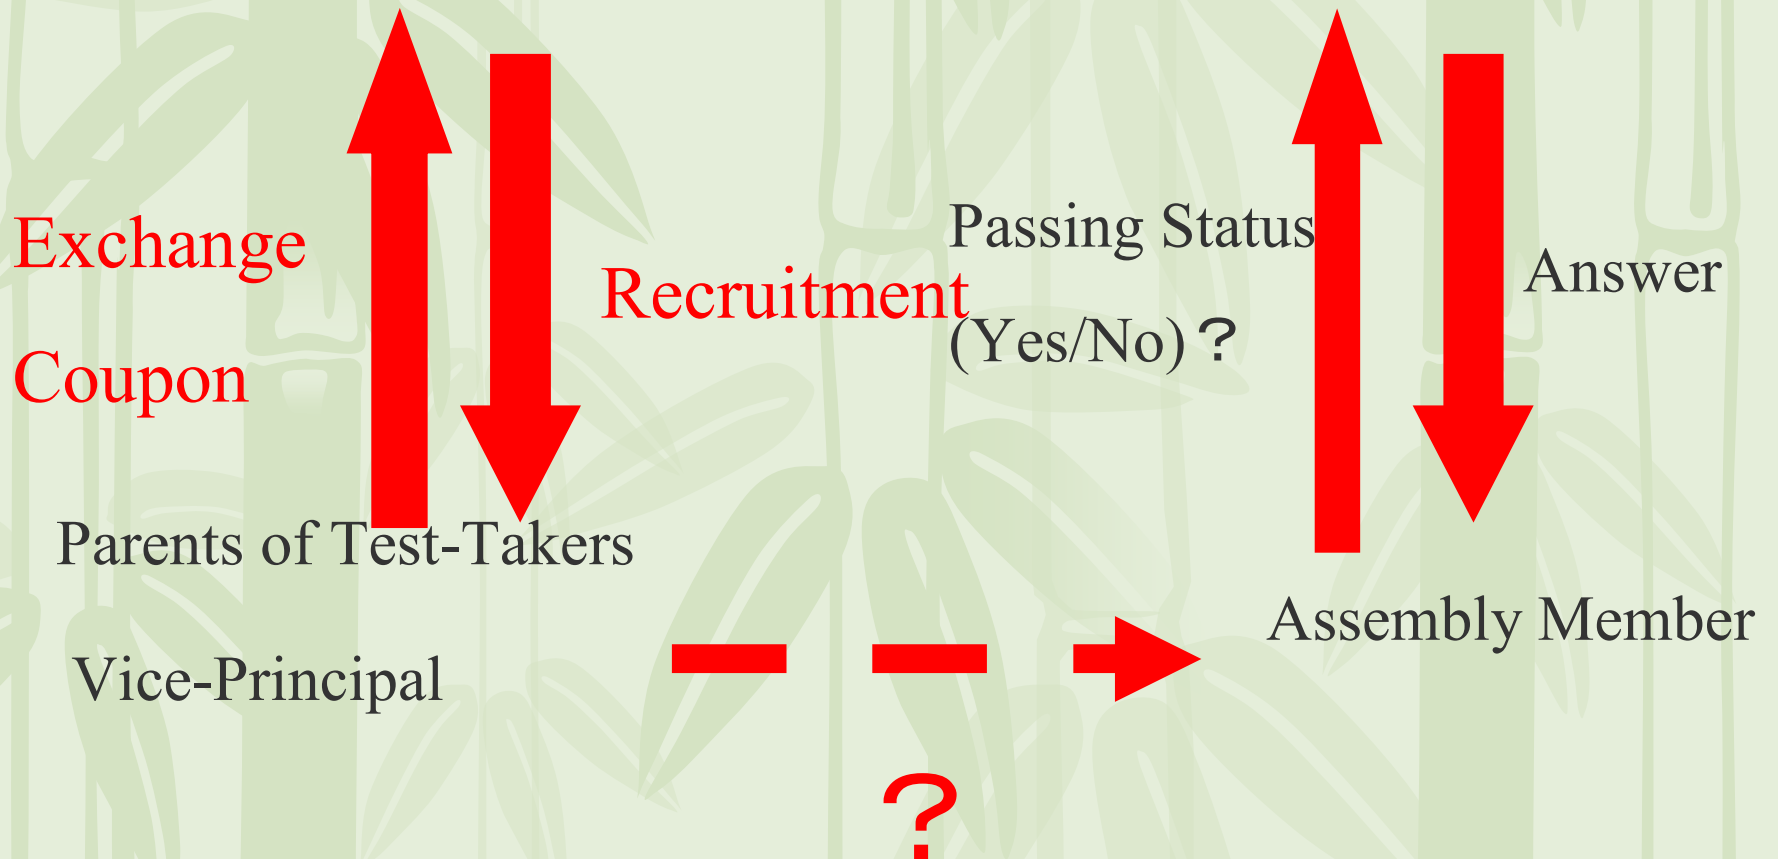 Exchange
Coupon
Recruitment
Passing Status
(Yes/No)？
Answer
Parents of Test-Takers
Vice-Principal
Assembly Member
？